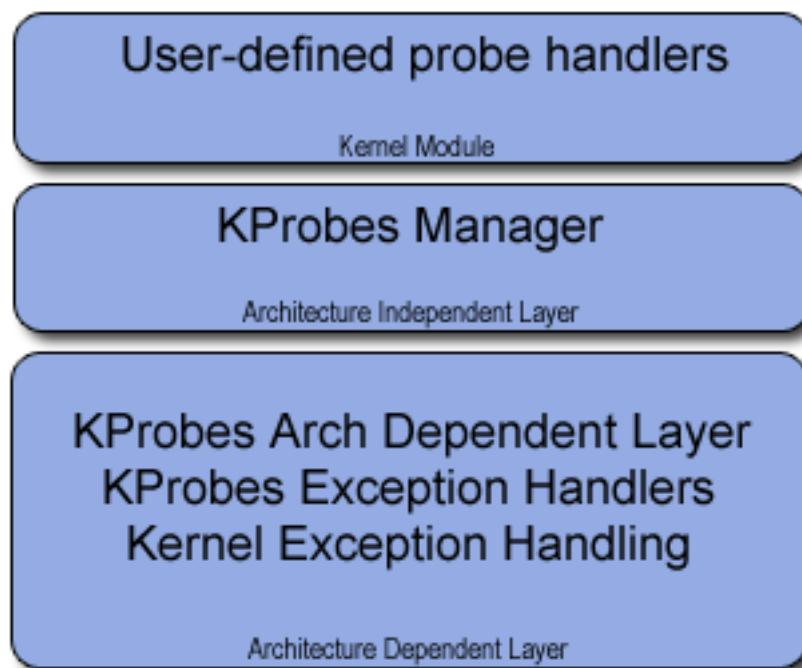 User-defined probe handlers
Kernel Module
KProbes Manager
Architecture Independent Layer
KProbes Arch Dependent Layer
KProbes Exception Handlers
Kernel Exception Handling
Architecture Dependent Layer